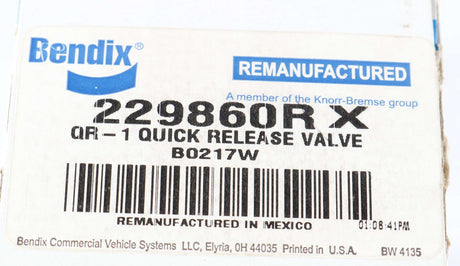 Bendix®
REMANUFACTURED
A member of the Knorr-Bremse group
229860R X
QR-1 QUICK RELEASE VALVE
B0217W
REMANUFACTURED IN MEXICO
01:08:41PM
Bendix Commercial Vehicle Systems LLC, Elyria, OH 44035 Printed in U.S.A. BW 4135